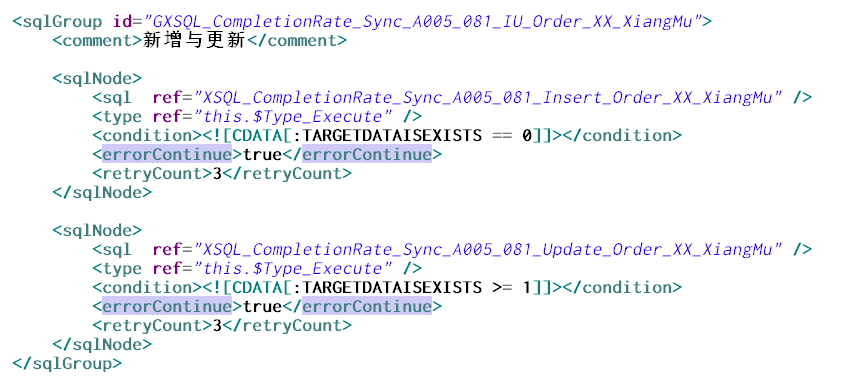 <sqlGroup id="GXSQL_CompletionRate_Sync_A005_081_IU_Order_XX_XiangMu">
<comment>新增与更新</comment>
<sqlNode>
<sql  ref="XSQL_CompletionRate_Sync_A005_081_Insert_Order_XX_XiangMu" />
<type ref="this.$Type_Execute" />
<condition><![CDATA[:TARGETDATAISEXISTS == 0]]></condition>
<errorContinue>true</errorContinue>
<retryCount>3</retryCount>
</sqlNode>
<sqlNode>
<sql  ref="XSQL_CompletionRate_Sync_A005_081_Update_Order_XX_XiangMu" />
<type ref="this.$Type_Execute" />
<condition><![CDATA[:TARGETDATAISEXISTS >= 1]]></condition>
<errorContinue>true</errorContinue>
<retryCount>3</retryCount>
</sqlNode>
</sqlGroup>